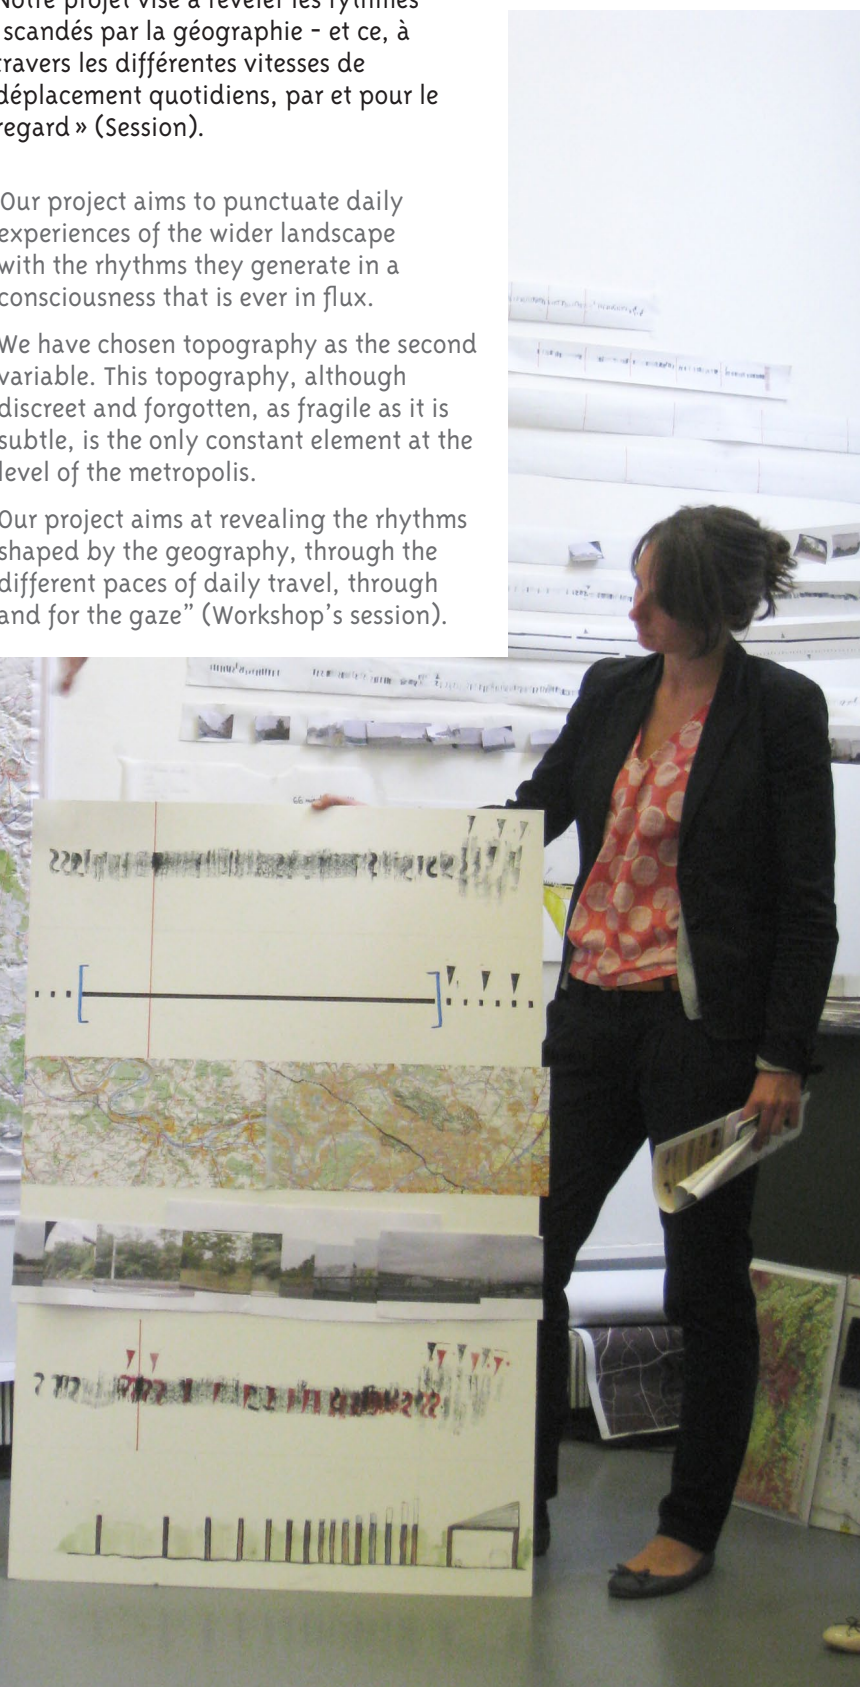 Notre projet vise à révéler les rythmes
scandés par la géographie - et ce, à
travers les différentes vitesses de
déplacement quotidiens, par et pour le
regard » (Session).
Our project aims to punctuate daily
experiences of the wider landscape
with the rhythms they generate in a
consciousness that is ever in flux.
We have chosen topography as the second
variable. This topography, although
discreet and forgotten, as fragile as it is
subtle, is the only constant element at the
level of the metropolis.
Our project aims at revealing the rhythms
shaped by the geography, through the
different paces of daily travel, through
and for the gaze” (Workshop’s session).